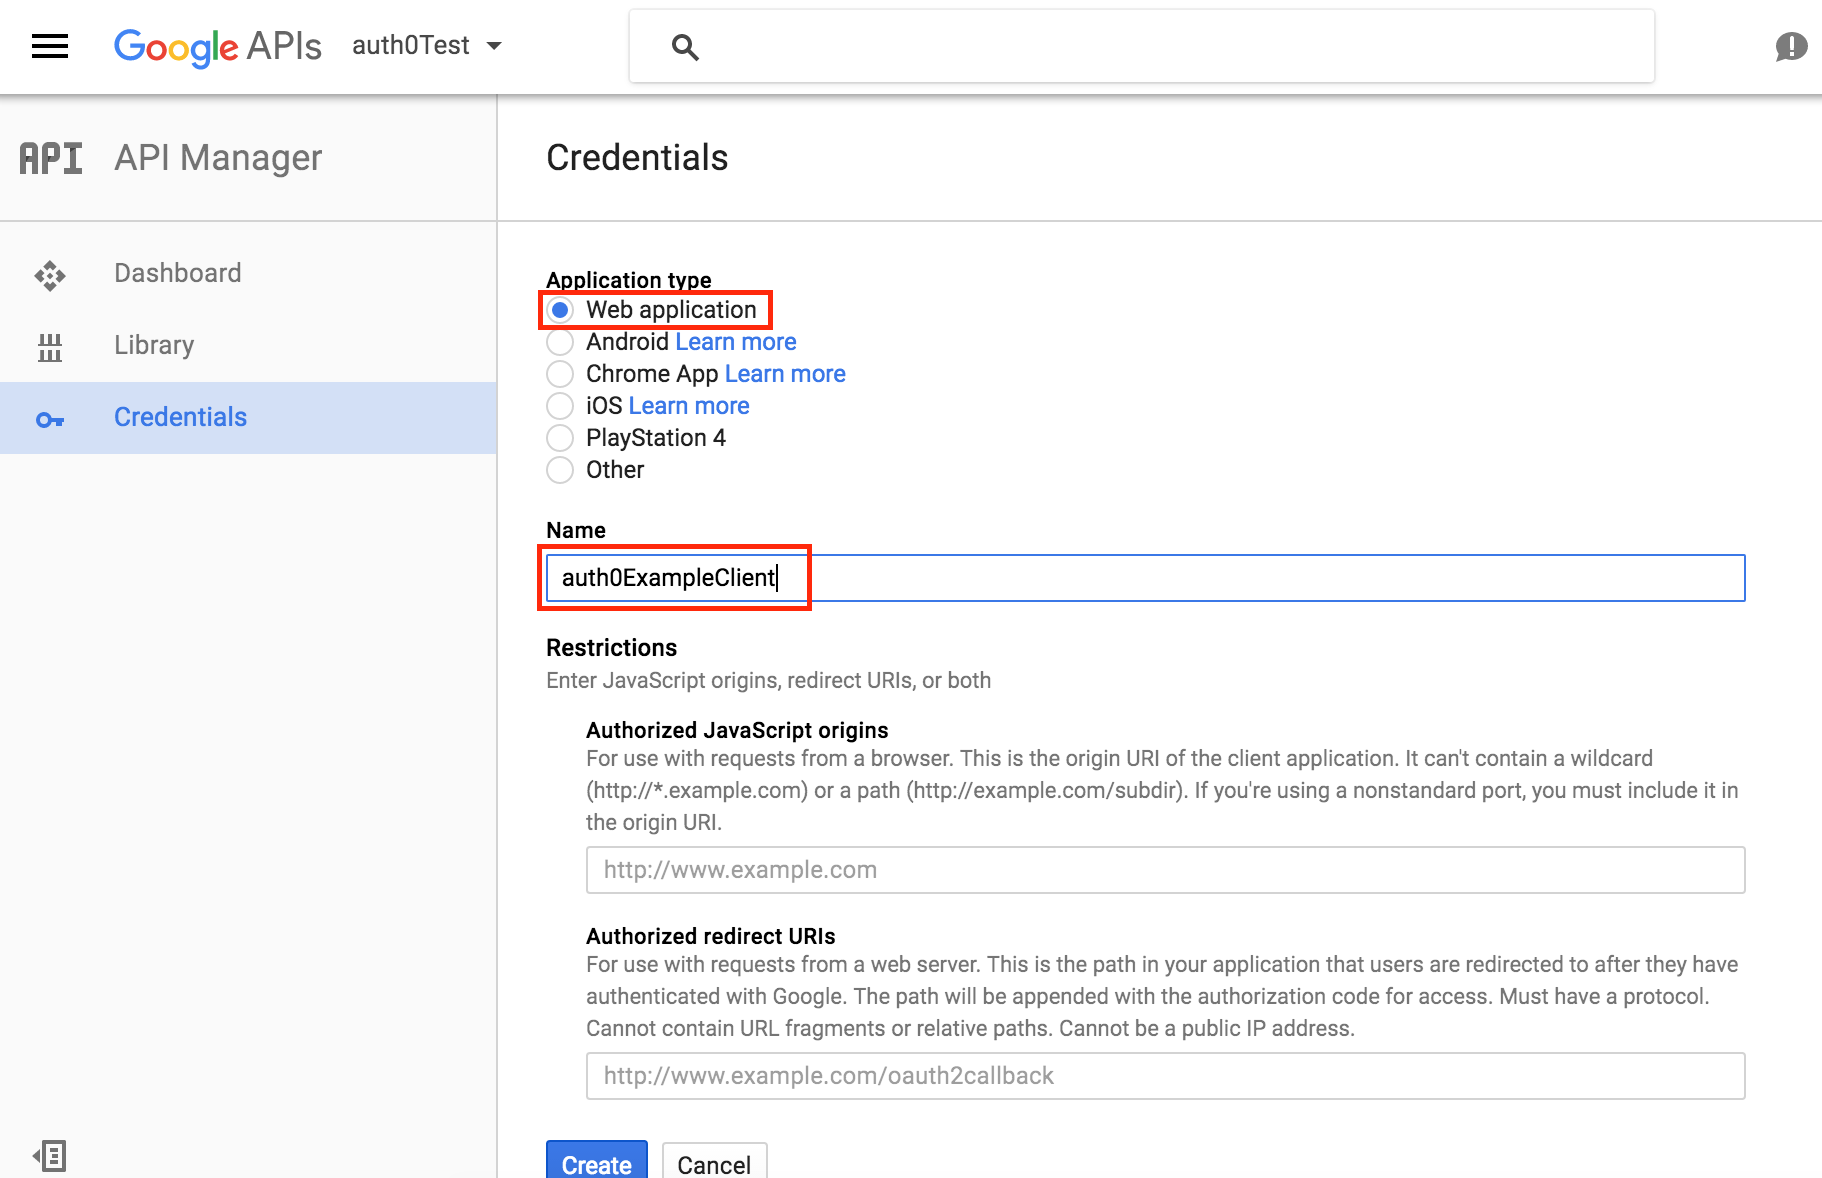 Google APIs auth0Test
API API Manager
Credentials
Dashboard
Library
Credentials
Application type
Web application
Android Learn more
Chrome App Learn more
iOS Learn more
PlayStation 4
Other
Name
auth0ExampleClient
Restrictions
Enter JavaScript origins, redirect URIs, or both
Authorized JavaScript origins
For use with requests from a browser. This is the origin URI of the client application. It can't contain a wildcard
(http://*.example.com) or a path (http://example.com/subdir). If you're using a nonstandard port, you must include it in
the origin URI.
http://www.example.com
Authorized redirect URIs
For use with requests from a web server. This is the path in your application that users are redirected to after they have
authenticated with Google. The path will be appended with the authorization code for access. Must have a protocol.
Cannot contain URL fragments or relative paths. Cannot be a public IP address.
http://www.example.com/oauth2callback
Create Cancel